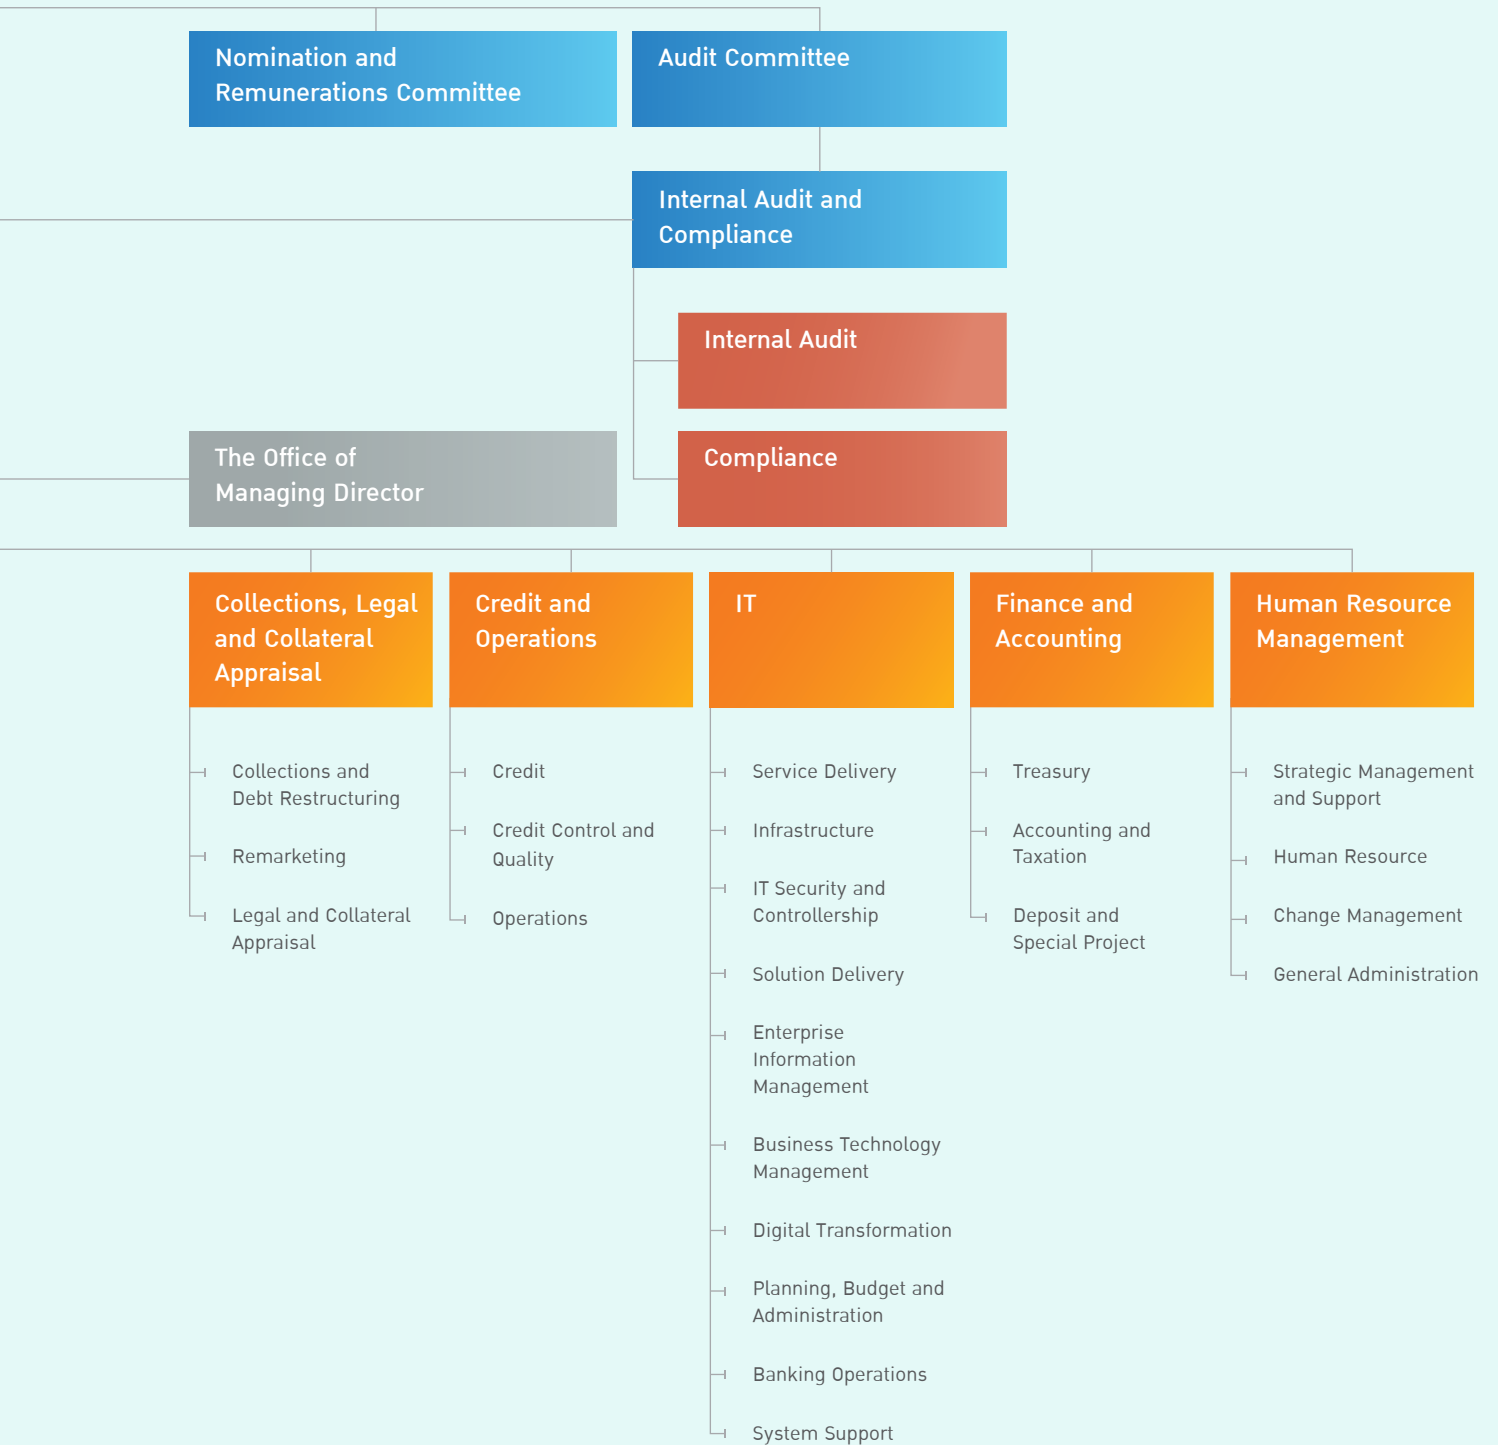 Nomination and
Remunerations Committee
Audit Committee
Internal Audit and
Compliance
Internal Audit
The Office of
Managing Director
Compliance
Collections, Legal
and Collateral
Appraisal
Collections and
Debt Restructuring
Remarketing
Legal and Collateral
Appraisal
Credit and
Operations
Credit
Credit Control and
Quality
Operations
IT
Service Delivery
Infrastructure
IT Security and
Controllership
Solution Delivery
Enterprise
Information
Management
Business Technology
Management
Digital Transformation
Planning, Budget and
Administration
Banking Operations
System Support
Finance and
Accounting
Treasury
Accounting and
Taxation
Deposit and
Special Project
Human Resource
Management
Strategic Management
and Support
Human Resource
Change Management
General Administration